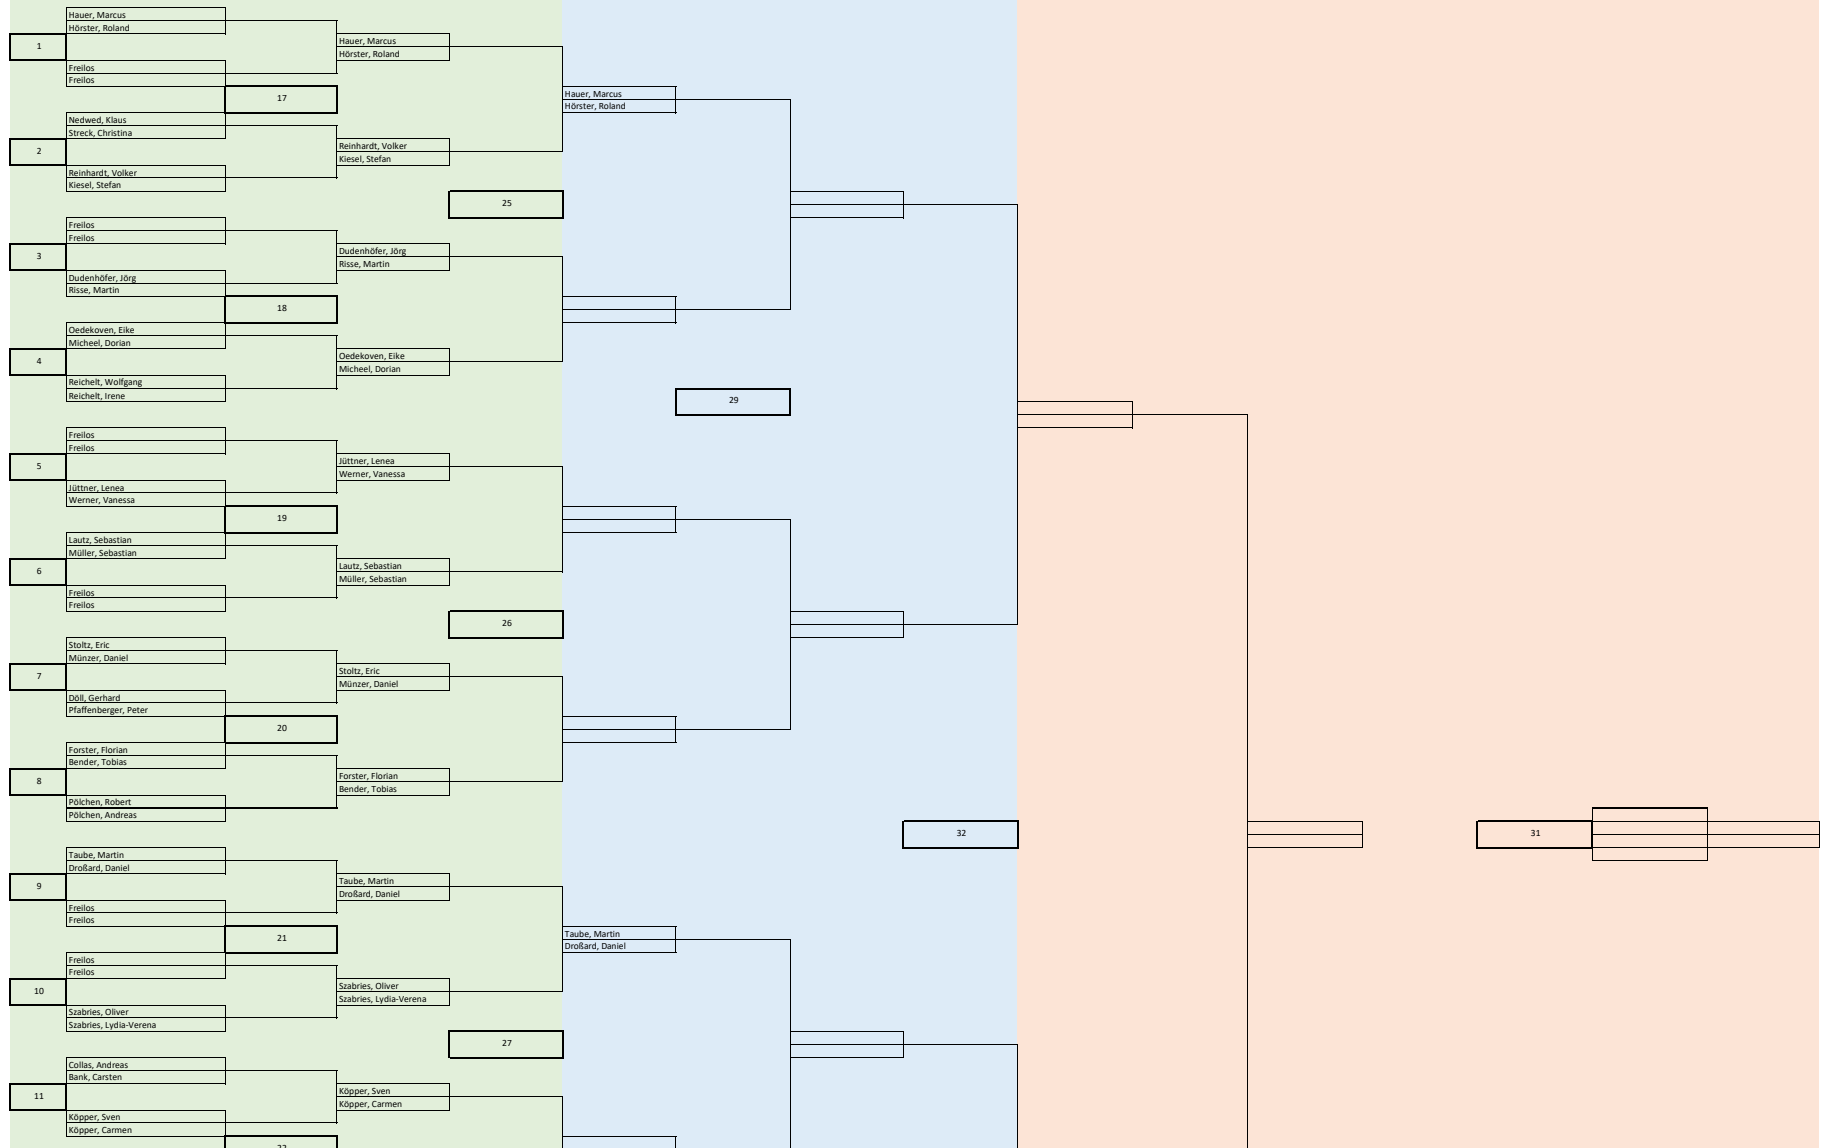 Hauer, Marcus
Hörster, Roland
1
Freilos
Freilos
17
Nedwed, Klaus
Streck, Christina
2
Reinhardt, Volker
Kiesel, Stefan
Freilos
Freilos
3
Dudenhöfer, Jörg
Risse, Martin
18
Oedekoven, Eike
Micheel, Dorian
4
Reichelt, Wolfgang
Reichelt, Irene
Freilos
Freilos
5
Jüttner, Lenea
Werner, Vanessa
19
Lautz, Sebastian
Müller, Sebastian
6
Freilos
Freilos
Stoltz, Eric
Münzer, Daniel
7
Döll, Gerhard
Pfaffenberger, Peter
20
Forster, Florian
Bender, Tobias
8
Pölchen, Robert
Pölchen, Andreas
Taube, Martin
Droßard, Daniel
9
Freilos
Freilos
21
Freilos
Freilos
10
Szabries, Oliver
Szabries, Lydia-Verena
Collas, Andreas
Bank, Carsten
11
Köpper, Sven
Köpper, Carmen
22
Hauer, Marcus
Hörster, Roland
Reinhardt, Volker
Kiesel, Stefan
25
Dudenhöfer, Jörg
Risse, Martin
Oedekoven, Eike
Micheel, Dorian
Jüttner, Lenea
Werner, Vanessa
Lautz, Sebastian
Müller, Sebastian
26
Stoltz, Eric
Münzer, Daniel
Forster, Florian
Bender, Tobias
Taube, Martin
Droßard, Daniel
Szabries, Oliver
Szabries, Lydia-Verena
27
Köpper, Sven
Köpper, Carmen
Hauer, Marcus
Hörster, Roland
29
Taube, Martin
Droßard, Daniel
32
31